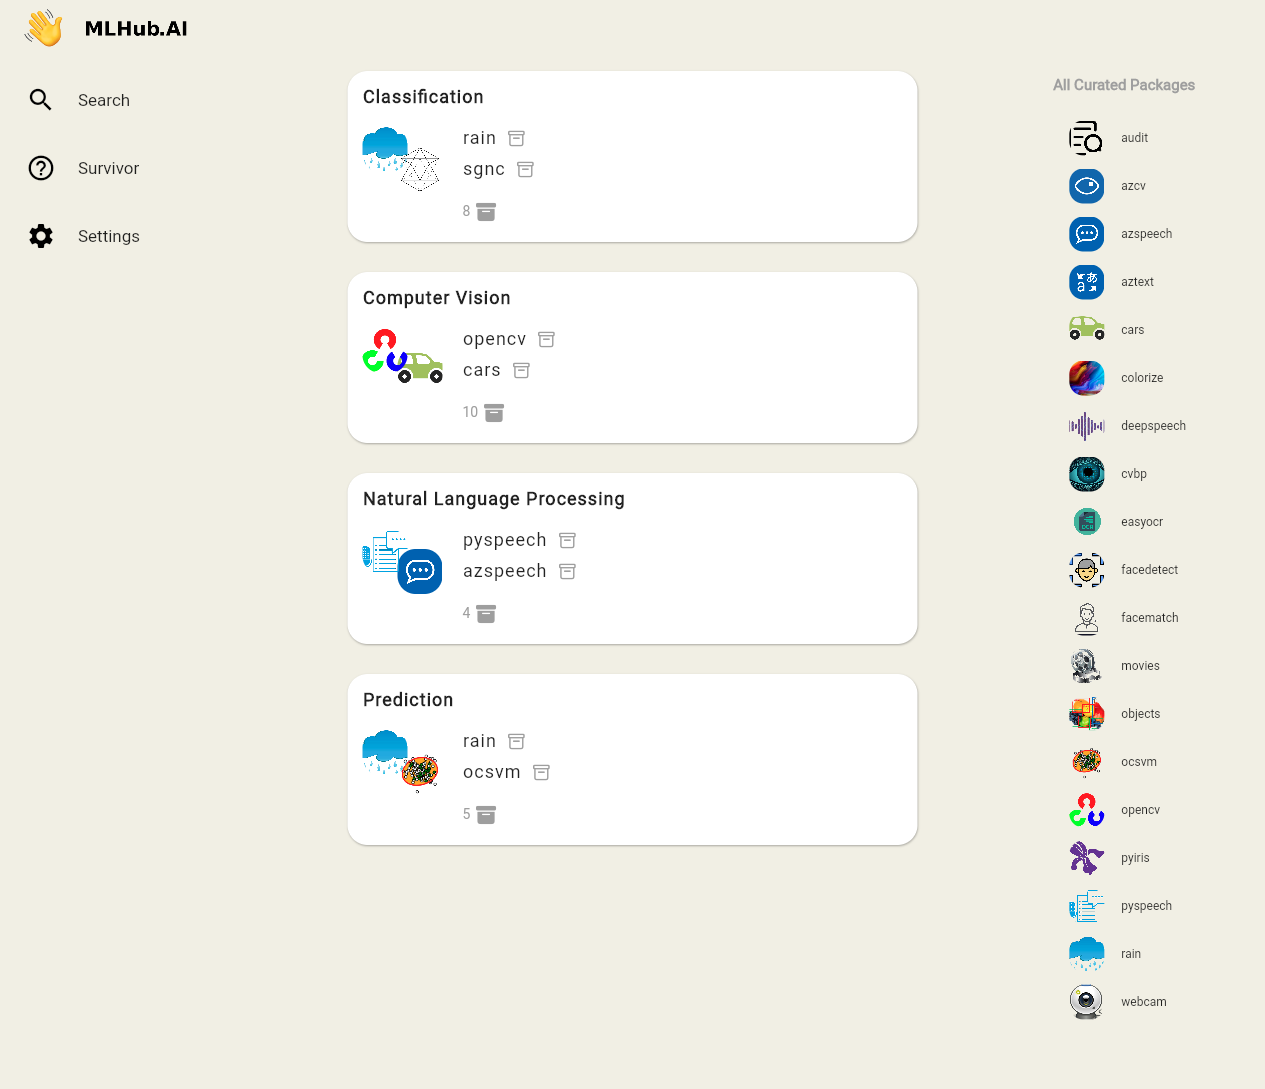 MLHub.AI
Search
Survivor
Settings
Classification
rain
sgnc
8
Computer Vision
opencv
cars
10
Natural Language Processing
pyspeech
azspeech
4
Prediction
rain
ocsvm
5
All Curated Packages
audit
azcv
azspeech
aztext
cars
colorize
deepspeech
cvbp
easyocr
facedetect
facematch
movies
objects
ocsvm
opencv
pyiris
pyspeech
rain
webcam